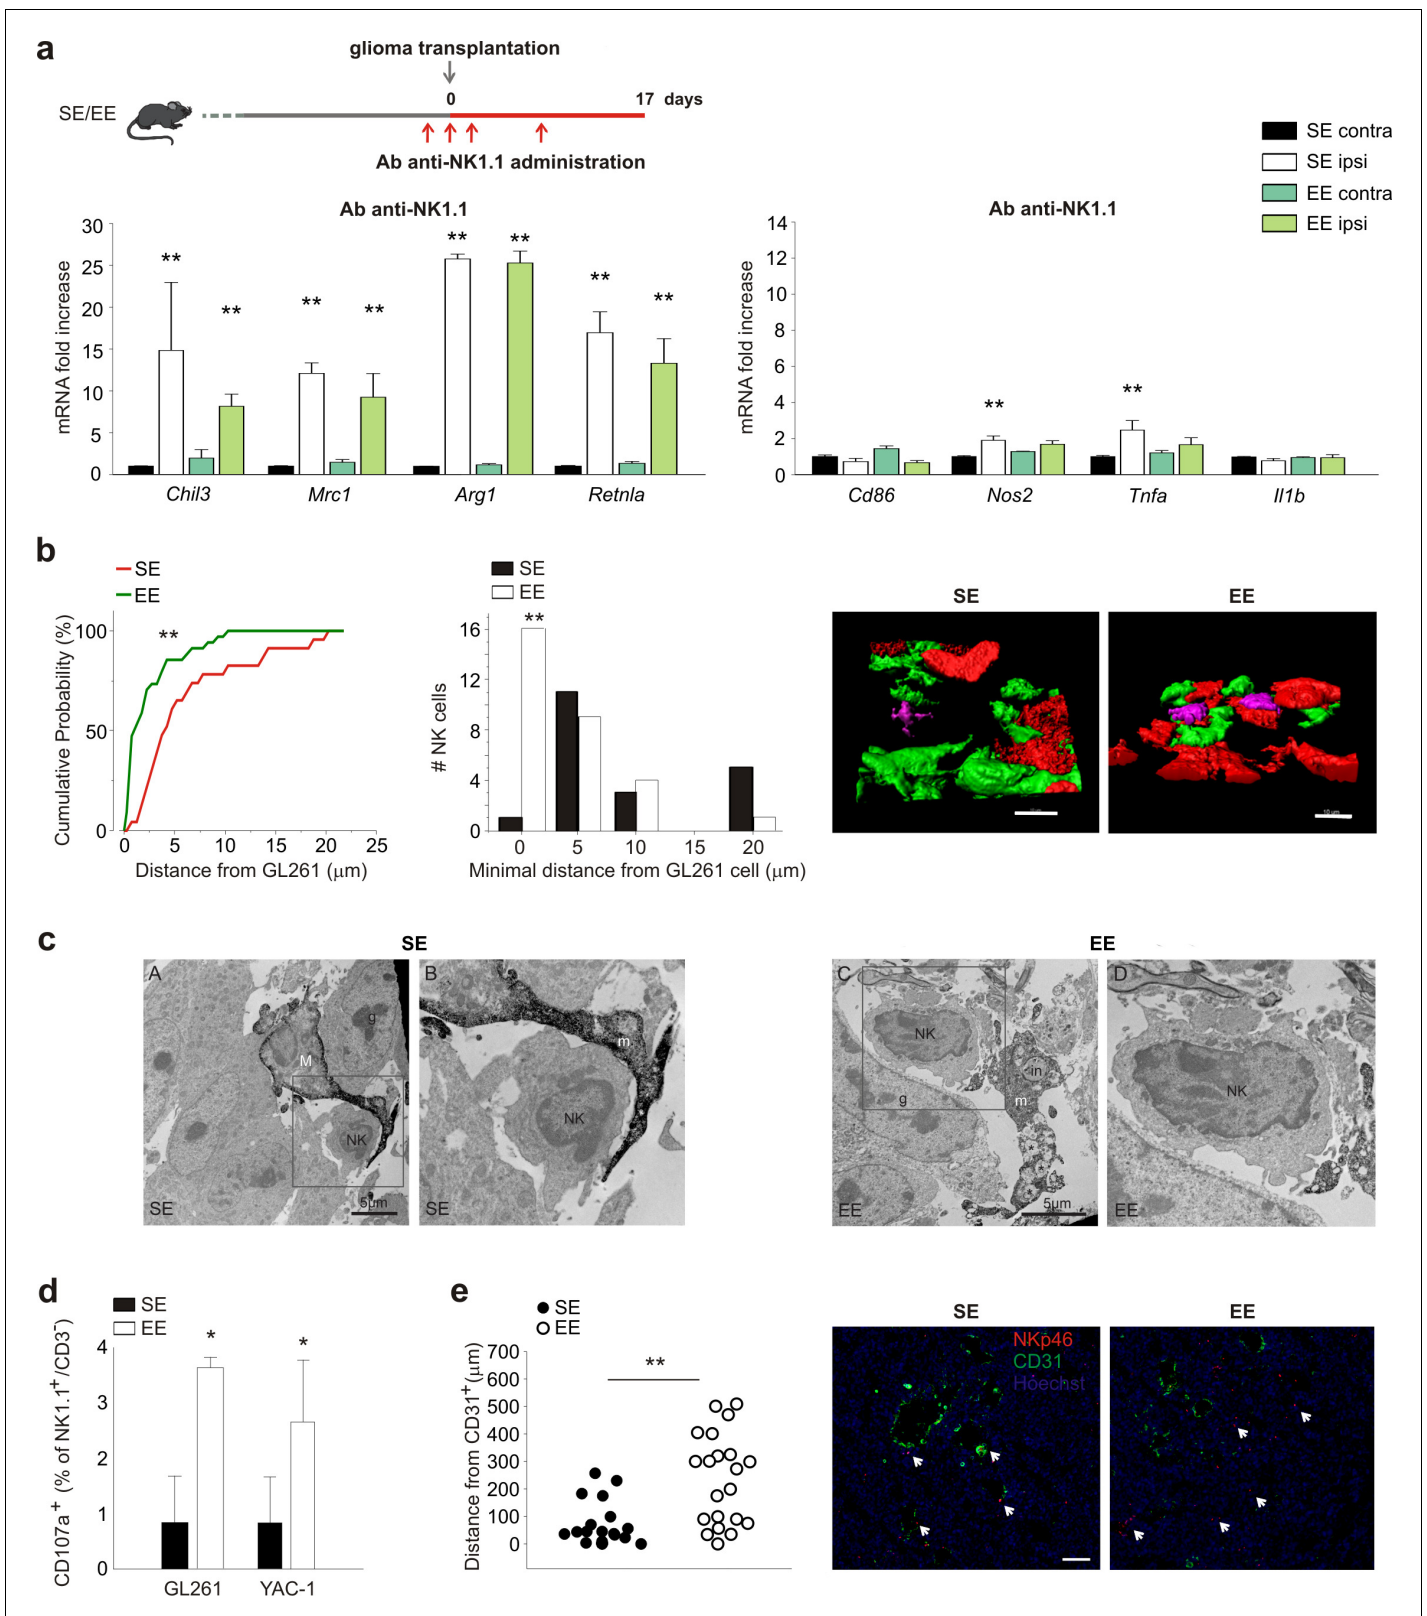 a
glioma transplantation
0
17 days
SE/EE
Ab anti-NK1.1 administration
SE contra
SE ipsi
EE contra
EE ipsi
Ab anti-NK1.1
mRNA fold increase
30
25
20
15
10
5
0
** ** ** ** ** ** ** **
Chil3 Mrc1 Arg1 Retnla
Ab anti-NK1.1
mRNA fold increase
14
12
10
8
6
4
2
0
** **
Cd86 Nos2 Tnfa Il1b
b
SE
EE
Cumulative Probability (%)
100
50
0
**
0 5 10 15 20 25
Distance from GL261 (µm)
SE
EE
# NK cells
16
12
8
4
0
**
0 5 10 15 20
Minimal distance from GL261 cell (µm)
SE
EE
10 µm
c
SE
A
g
M
NK
SE
5µm
B
m
NK
SE
EE
C
NK
in
m
g
* * *
EE
5µm
D
NK
EE
d
SE
EE
CD107a+ (% of NK1.1+/CD3-)
4
3
2
1
0
* *
GL261 YAC-1
e
SE
EE
Distance from CD31+ (µm)
700
600
500
400
300
200
100
0
**
SE
NKp46
CD31
Hoechst
EE